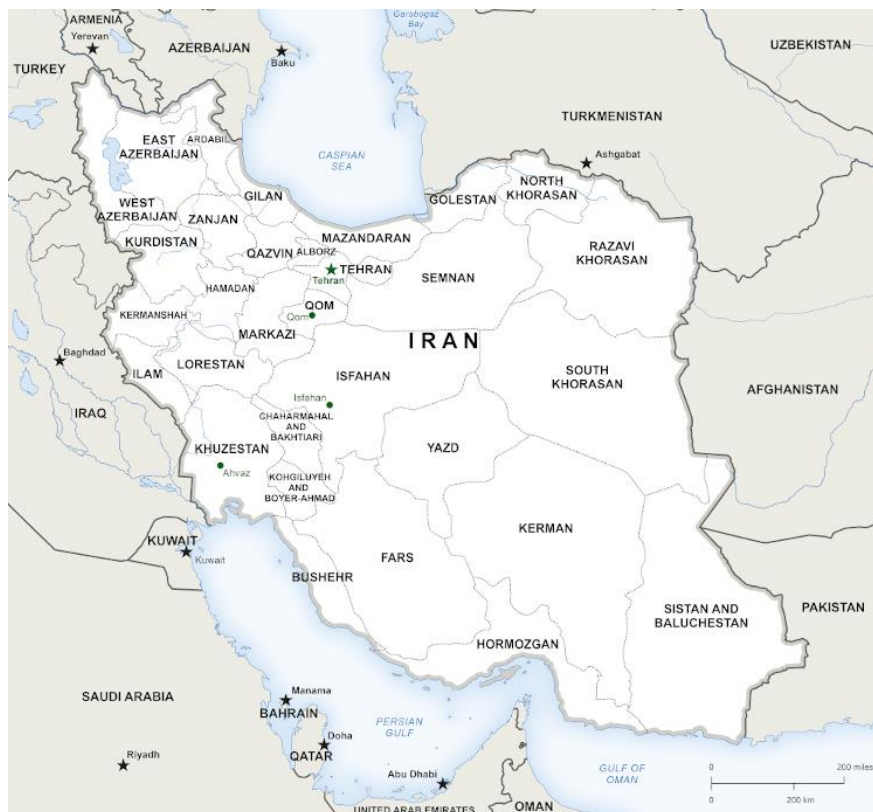 ARMENIA
Yerevan
AZERBAIJAN
Baku
Garabogaz
Bay
UZBEKISTAN
TURKEY
TURKMENISTAN
Ashgabat
EAST
AZERBAIJAN
ARDABIL
CASPIAN
SEA
GILAN
GOLESTAN
NORTH
KHORASAN
WEST
AZERBAIJAN
ZANJAN
KURDISTAN
MAZANDARAN
RAZAVI
KHORASAN
QAZVIN
ALBORZ
TEHRAN
Tehran
SEMNAN
HAMADAN
QOM
Qom
KERMANSHAH
MARKAZI
IRAN
Baghdad
ILAM
LORESTAN
ISFAHAN
Isfahan
SOUTH
KHORASAN
AFGHANISTAN
IRAQ
CHAHARMAHAL
AND
BAKHTIARI
YAZD
KHUZESTAN
Ahvaz
KOHGILUYEH
AND
BOYER-AHMAD
KERMAN
KUWAIT
Kuwait
FARS
BUSHEHR
SISTAN AND
BALUCHESTAN
PAKISTAN
HORMOZGAN
SAUDI ARABIA
Manama
BAHRAIN
PERSIAN
GULF
Doha
QATAR
Riyadh
Abu Dhabi
GULF OF
OMAN
0
200 miles
0
200 km
UNITED ARAB EMIRATES
OMAN